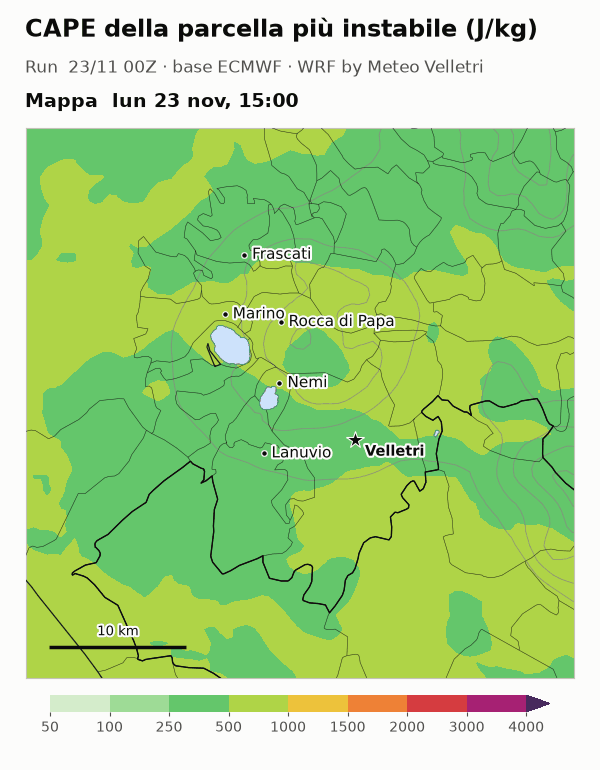 CAPE della parcella più instabile (J/kg)
Run  23/11 00Z · base ECMWF · WRF by Meteo Velletri
Mappa  lun 23 nov, 15:00
Frascati
Marino
Rocca di Papa
Nemi
Velletri
Lanuvio
10 km
50 100 250 500 1000 1500 2000 3000 4000